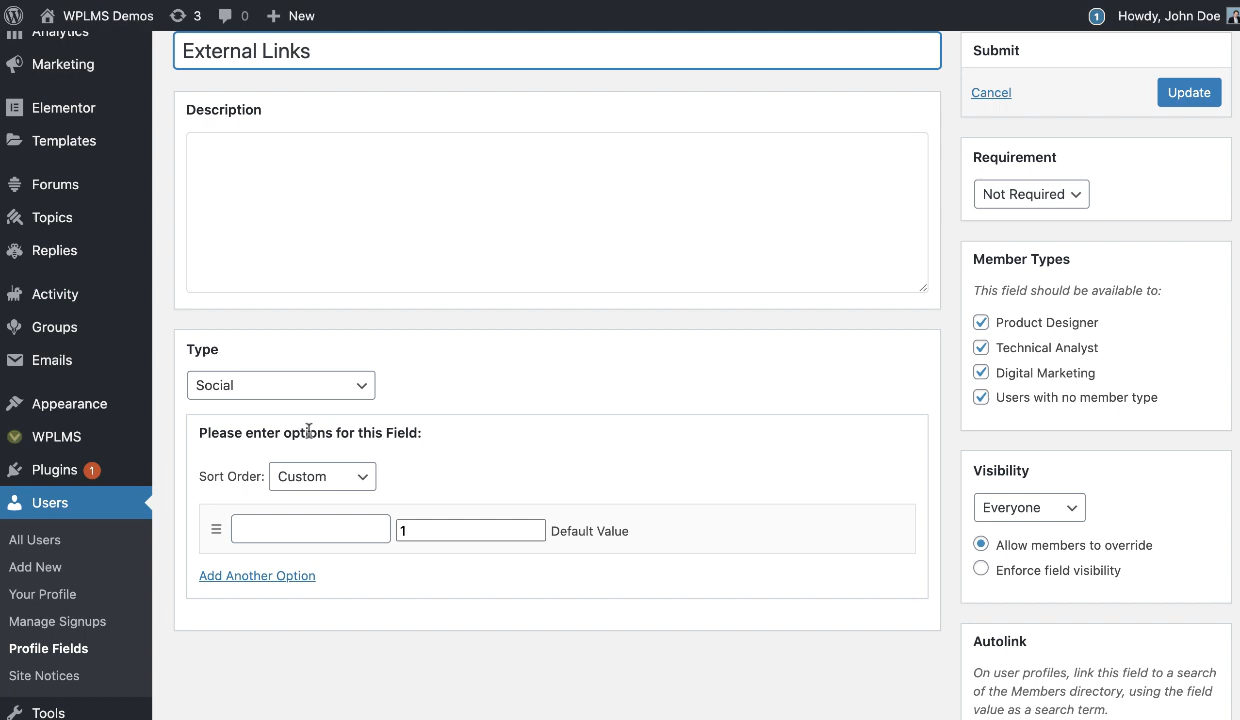 WPLMS Demos 3 0 New 1 Howdy, John Doe
Analytics
Marketing
Elementor
Templates
Forums
Topics
Replies
Activity
Groups
Emails
Appearance
WPLMS
Plugins 1
Users
All Users
Add New
Your Profile
Manage Signups
Profile Fields
Site Notices
Tools
External Links
Description
Type
Social
Please enter options for this Field:
Sort Order: Custom
1 Default Value
Add Another Option
Submit
Cancel Update
Requirement
Not Required
Member Types
This field should be available to:
Product Designer
Technical Analyst
Digital Marketing
Users with no member type
Visibility
Everyone
Allow members to override
Enforce field visibility
Autolink
On user profiles, link this field to a search
of the Members directory, using the field
value as a search term.